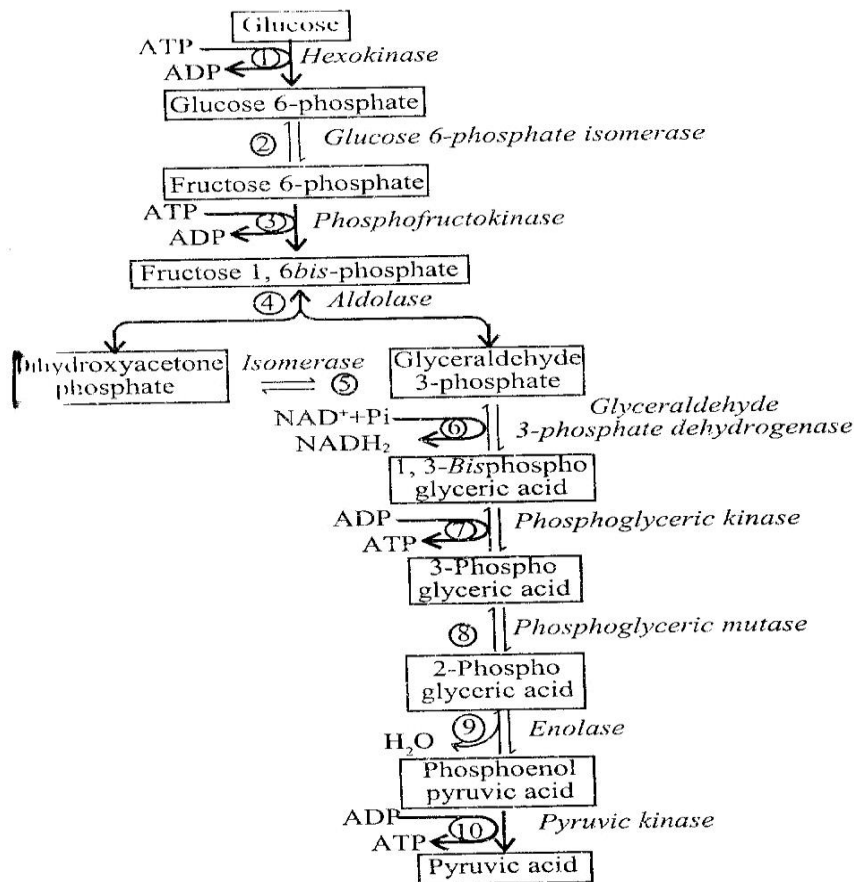 Glucose
ATP
① Hexokinase
ADP
Glucose 6-phosphate
② Glucose 6-phosphate isomerase
Fructose 6-phosphate
ATP
③ Phosphofructokinase
ADP
Fructose 1, 6bis-phosphate
④ Aldolase
Dihydroxyacetone
phosphate
Isomerase
⑤
Glyceraldehyde
3-phosphate
NAD⁺+Pi
⑥
NADH₂
Glyceraldehyde
3-phosphate dehydrogenase
1, 3-Bisphospho
glyceric acid
ADP
⑦ Phosphoglyceric kinase
ATP
3-Phospho
glyceric acid
⑧ Phosphoglyceric mutase
2-Phospho
glyceric acid
⑨ Enolase
H₂O
Phosphoenol
pyruvic acid
ADP
⑩ Pyruvic kinase
ATP
Pyruvic acid